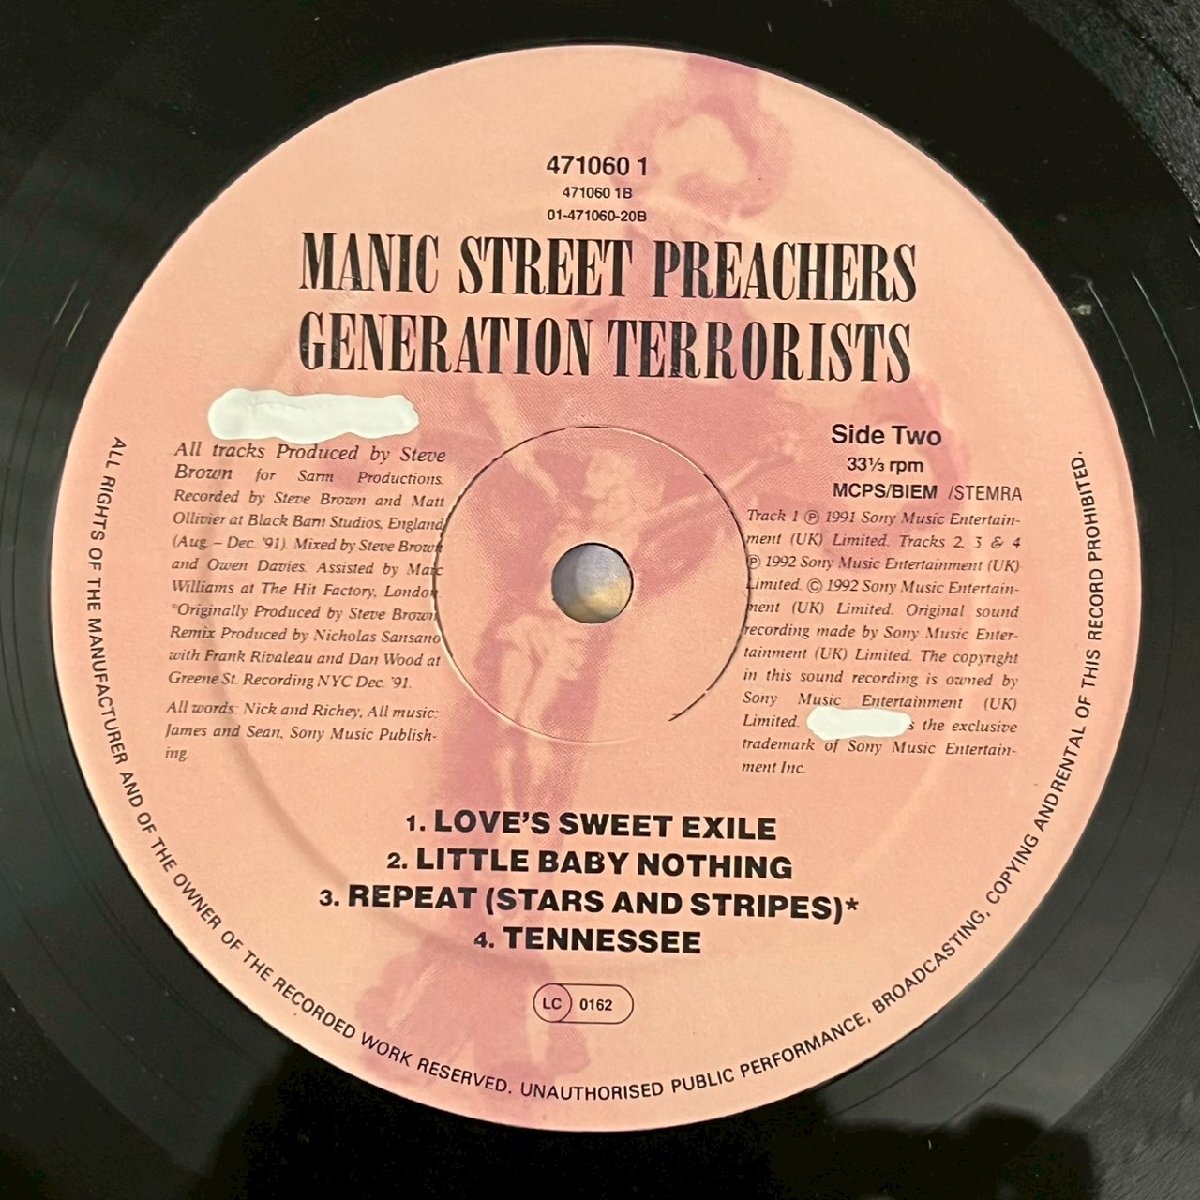 471060 1
471060 1B
01-471060-20B
MANIC STREET PREACHERS
GENERATION TERRORISTS
All tracks Produced by Steve
Brown for Sarm Productions.
Recorded by Steve Brown and Matt
Ollivier at Black Barn Studios, England
(Aug. – Dec. '91). Mixed by Steve Brown
and Owen Davies. Assisted by Marc
Williams at The Hit Factory, London.
*Originally Produced by Steve Brown
Remix Produced by Nicholas Sansano
with Frank Rivaleau and Dan Wood at
Greene St. Recording NYC Dec. '91.
All words: Nick and Richey, All music:
James and Sean, Sony Music Publish-
ing
Side Two
33⅓ rpm
MCPS/BIEM /STEMRA
Track 1 ℗ 1991 Sony Music Entertain-
ment (UK) Limited. Tracks 2, 3 & 4
℗ 1992 Sony Music Entertainment (UK)
Limited. © 1992 Sony Music Entertain-
ment (UK) Limited. Original sound
recording made by Sony Music Enter-
tainment (UK) Limited. The copyright
in this sound recording is owned by
Sony Music Entertainment (UK)
Limited. s the exclusive
trademark of Sony Music Entertain-
ment Inc.
1. LOVE'S SWEET EXILE
2. LITTLE BABY NOTHING
3. REPEAT (STARS AND STRIPES)*
4. TENNESSEE
LC 0162
ALL RIGHTS OF THE MANUFACTURER AND OF THE OWNER OF THE RECORDED WORK RESERVED. UNAUTHORISED PUBLIC PERFORMANCE, BROADCASTING, COPYING AND RENTAL OF THIS RECORD PROHIBITED.